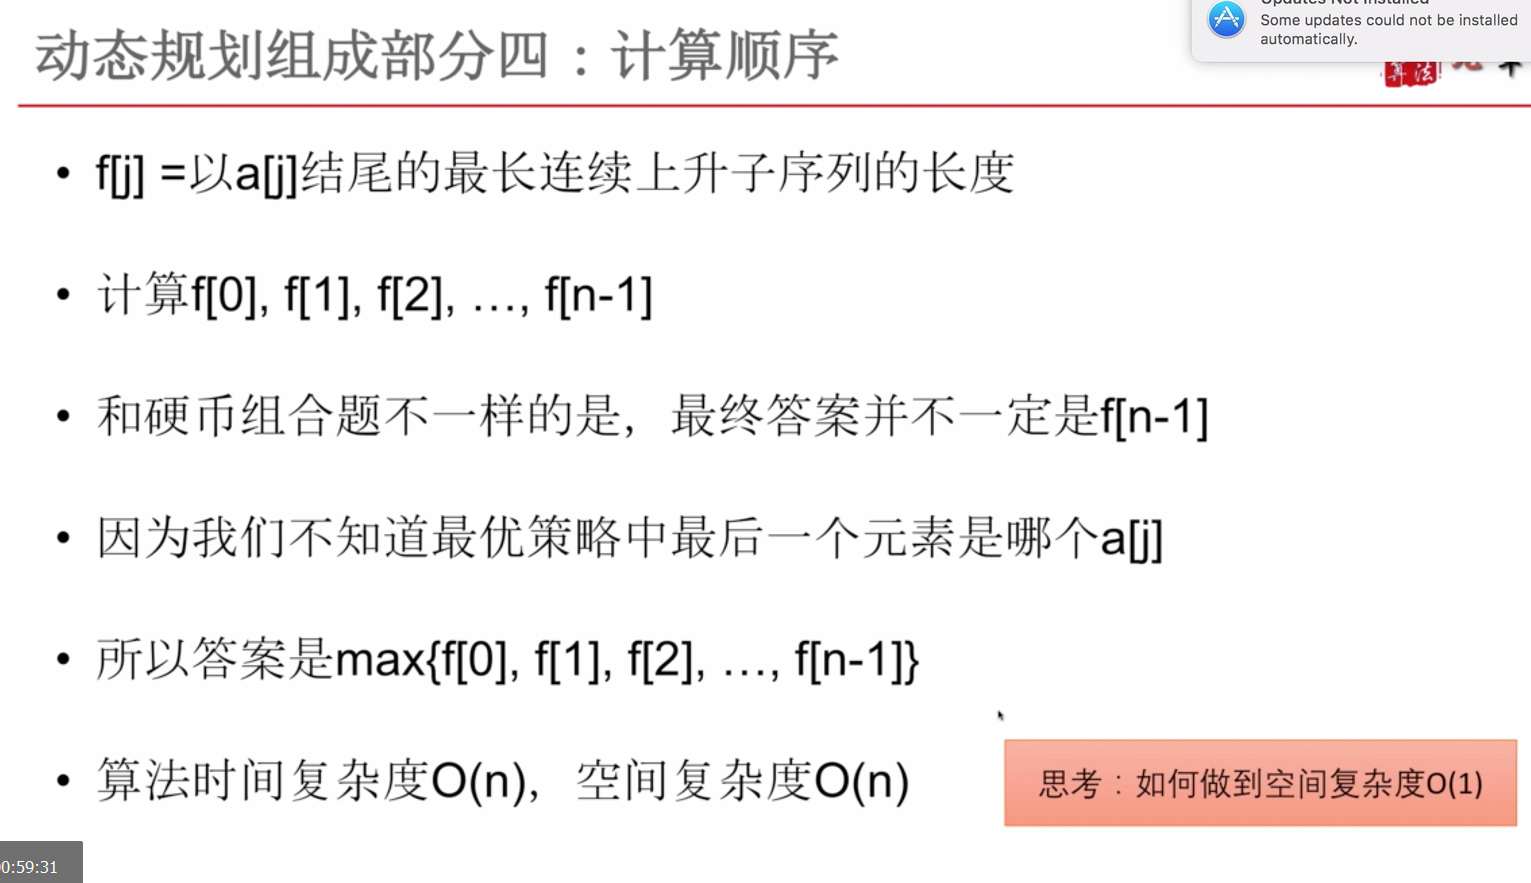 Updates Not Installed
Some updates could not be installed
automatically.
动态规划组成部分四：计算顺序
算法
• f[j] =以a[j]结尾的最长连续上升子序列的长度
• 计算f[0], f[1], f[2], …, f[n-1]
• 和硬币组合题不一样的是，最终答案并不一定是f[n-1]
• 因为我们不知道最优策略中最后一个元素是哪个a[j]
• 所以答案是max{f[0], f[1], f[2], …, f[n-1]}
• 算法时间复杂度O(n)，空间复杂度O(n)
思考：如何做到空间复杂度O(1)
0:59:31